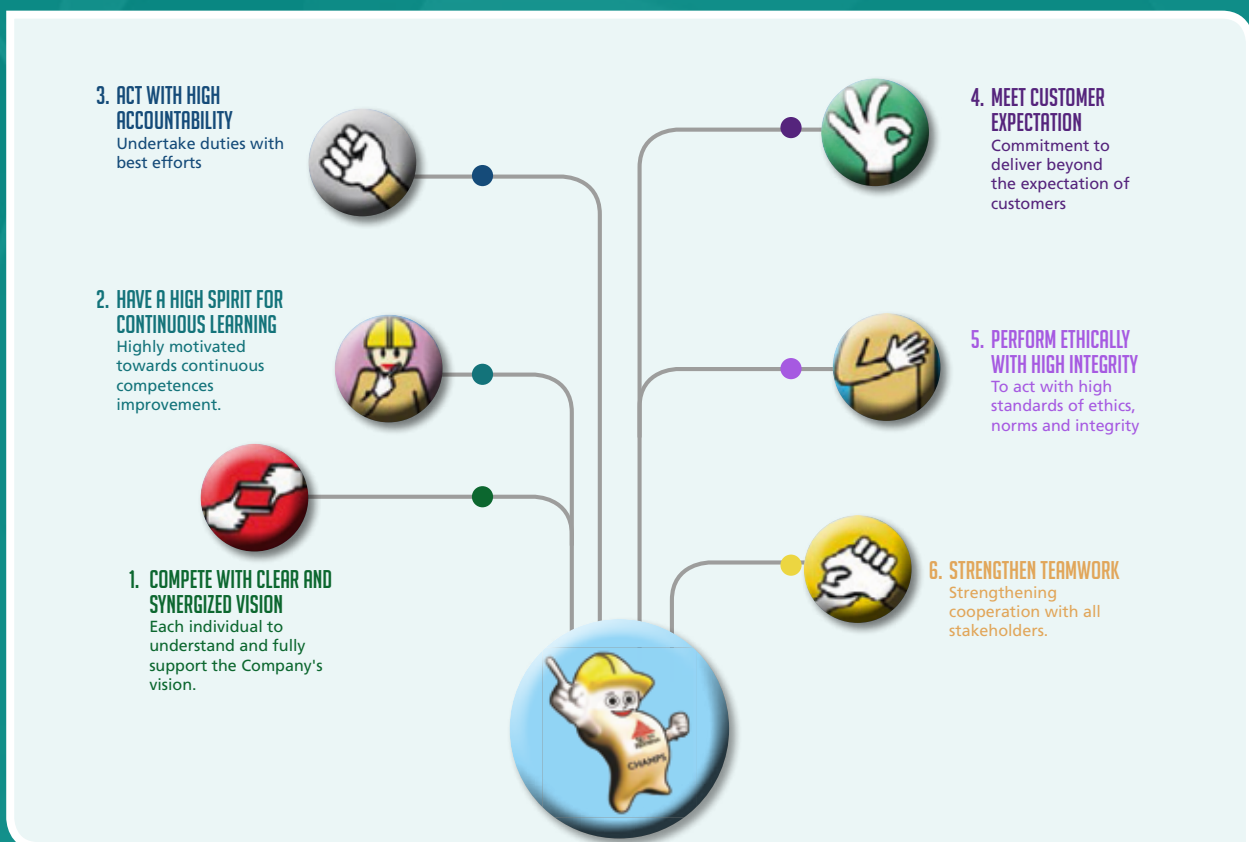 3. ACT WITH HIGH
ACCOUNTABILITY
Undertake duties with
best efforts
2. HAVE A HIGH SPIRIT FOR
CONTINUOUS LEARNING
Highly motivated
towards continuous
competences
improvement.
1. COMPETE WITH CLEAR AND
SYNERGIZED VISION
Each individual to
understand and fully
support the Company's
vision.
4. MEET CUSTOMER
EXPECTATION
Commitment to
deliver beyond
the expectation of
customers
5. PERFORM ETHICALLY
WITH HIGH INTEGRITY
To act with high
standards of ethics,
norms and integrity
6. STRENGTHEN TEAMWORK
Strengthening
cooperation with all
stakeholders.
CHAMPS